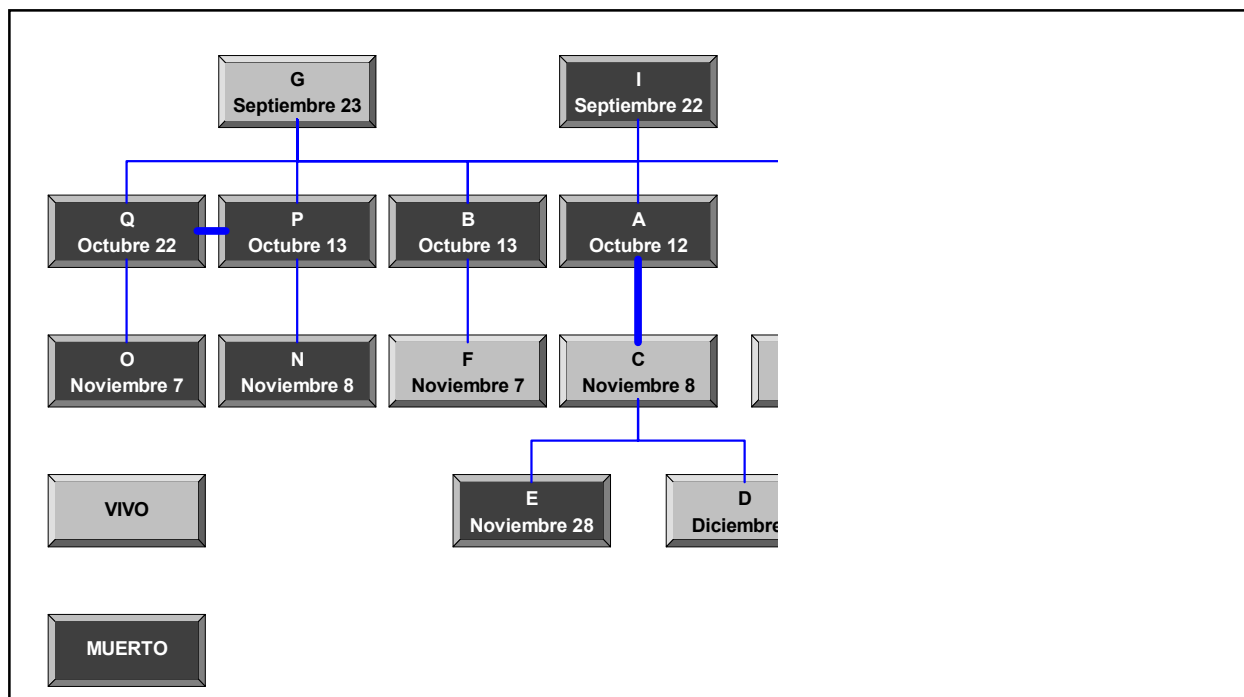 G
Septiembre 23
I
Septiembre 22
Q
Octubre 22
P
Octubre 13
B
Octubre 13
A
Octubre 12
O
Noviembre 7
N
Noviembre 8
F
Noviembre 7
C
Noviembre 8
E
Noviembre 28
D
Diciembre
VIVO
MUERTO